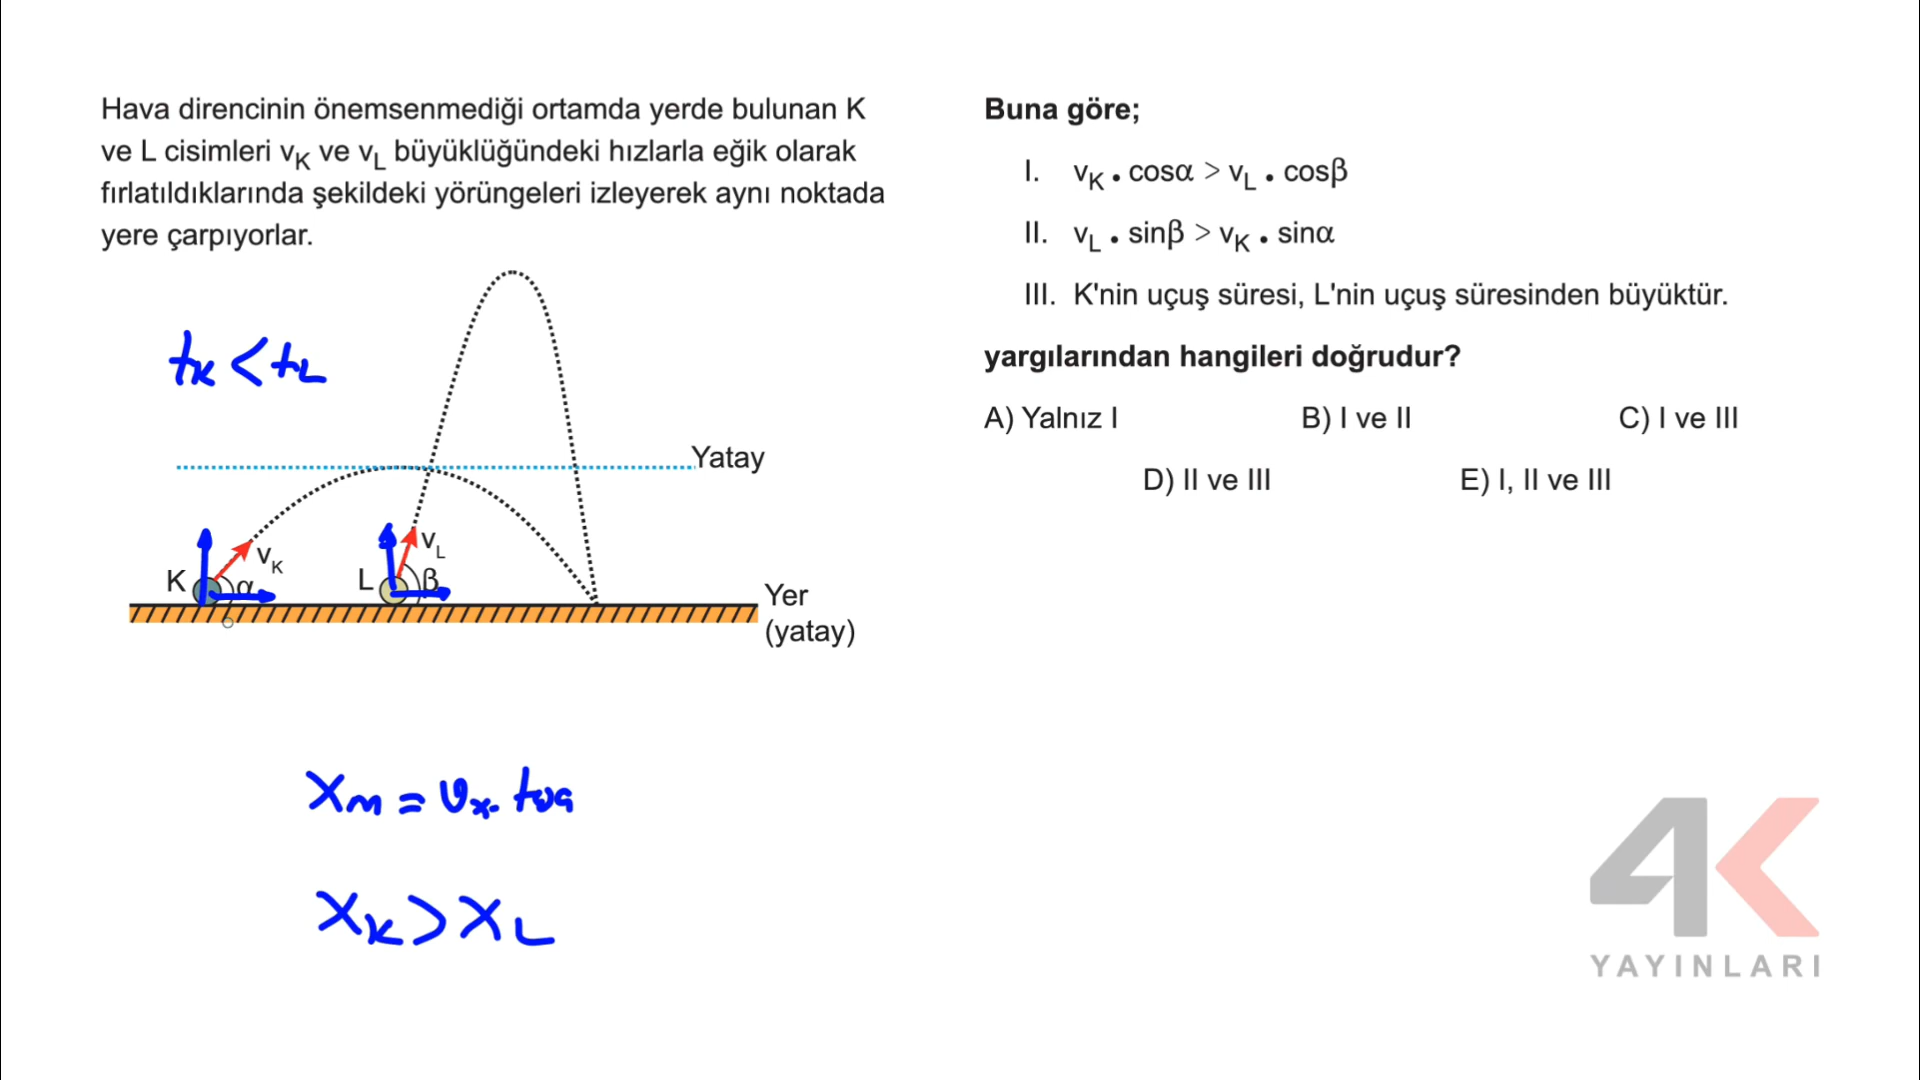 Hava direncinin önemsenmediği ortamda yerde bulunan K
ve L cisimleri vK ve vL büyüklüğündeki hızlarla eğik olarak
fırlatıldıklarında şekildeki yörüngeleri izleyerek aynı noktada
yere çarpıyorlar.
tK < tL
Yatay
K
vK
α
L
vL
β
Yer
(yatay)
xK > xL
Buna göre;
I. vK • cosα > vL • cosβ
II. vL • sinβ > vK • sinα
III. K'nin uçuş süresi, L'nin uçuş süresinden büyüktür.
yargılarından hangileri doğrudur?
A) Yalnız I B) I ve II C) I ve III
D) II ve III E) I, II ve III
4K
YAYINLARI